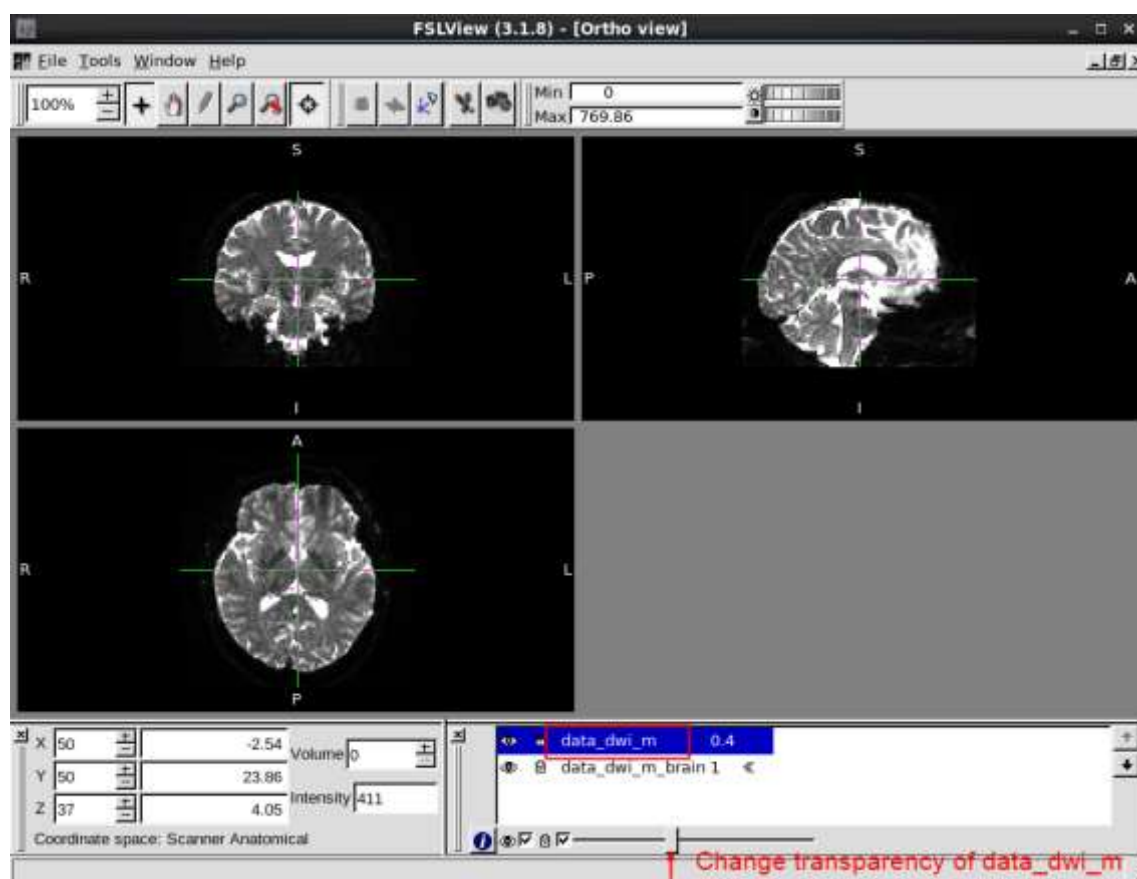 FSLView (3.1.8) - [Ortho view]
File Tools Window Help
100%
Min 0
Max 769.86
S
R
L
I
S
P
A
I
A
R
L
P
X 50 -2.54
Y 50 23.86
Z 37 4.05
Volume 0
Intensity 411
Coordinate space: Scanner Anatomical
data_dwi_m 0.4
data_dwi_m_brain 1
Change transparency of data_dwi_m